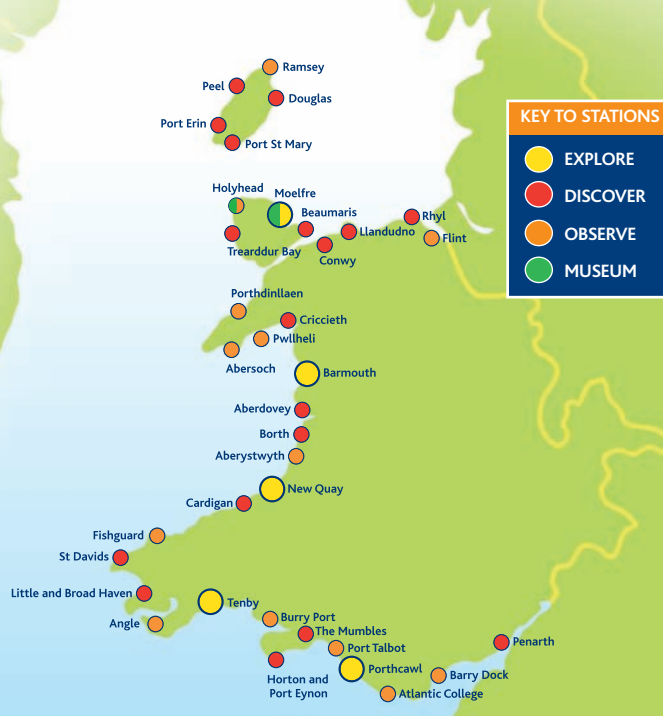 Ramsey
Peel
Douglas
Port Erin
Port St Mary
KEY TO STATIONS
EXPLORE
DISCOVER
OBSERVE
MUSEUM
Holyhead
Moelfre
Beaumaris
Rhyl
Llandudno
Flint
Trearddur Bay
Conwy
Porthdinllaen
Criccieth
Pwllheli
Abersoch
Barmouth
Aberdovey
Borth
Aberystwyth
New Quay
Cardigan
Fishguard
St Davids
Little and Broad Haven
Tenby
Angle
Burry Port
The Mumbles
Port Talbot
Penarth
Horton and
Port Eynon
Porthcawl
Barry Dock
Atlantic College